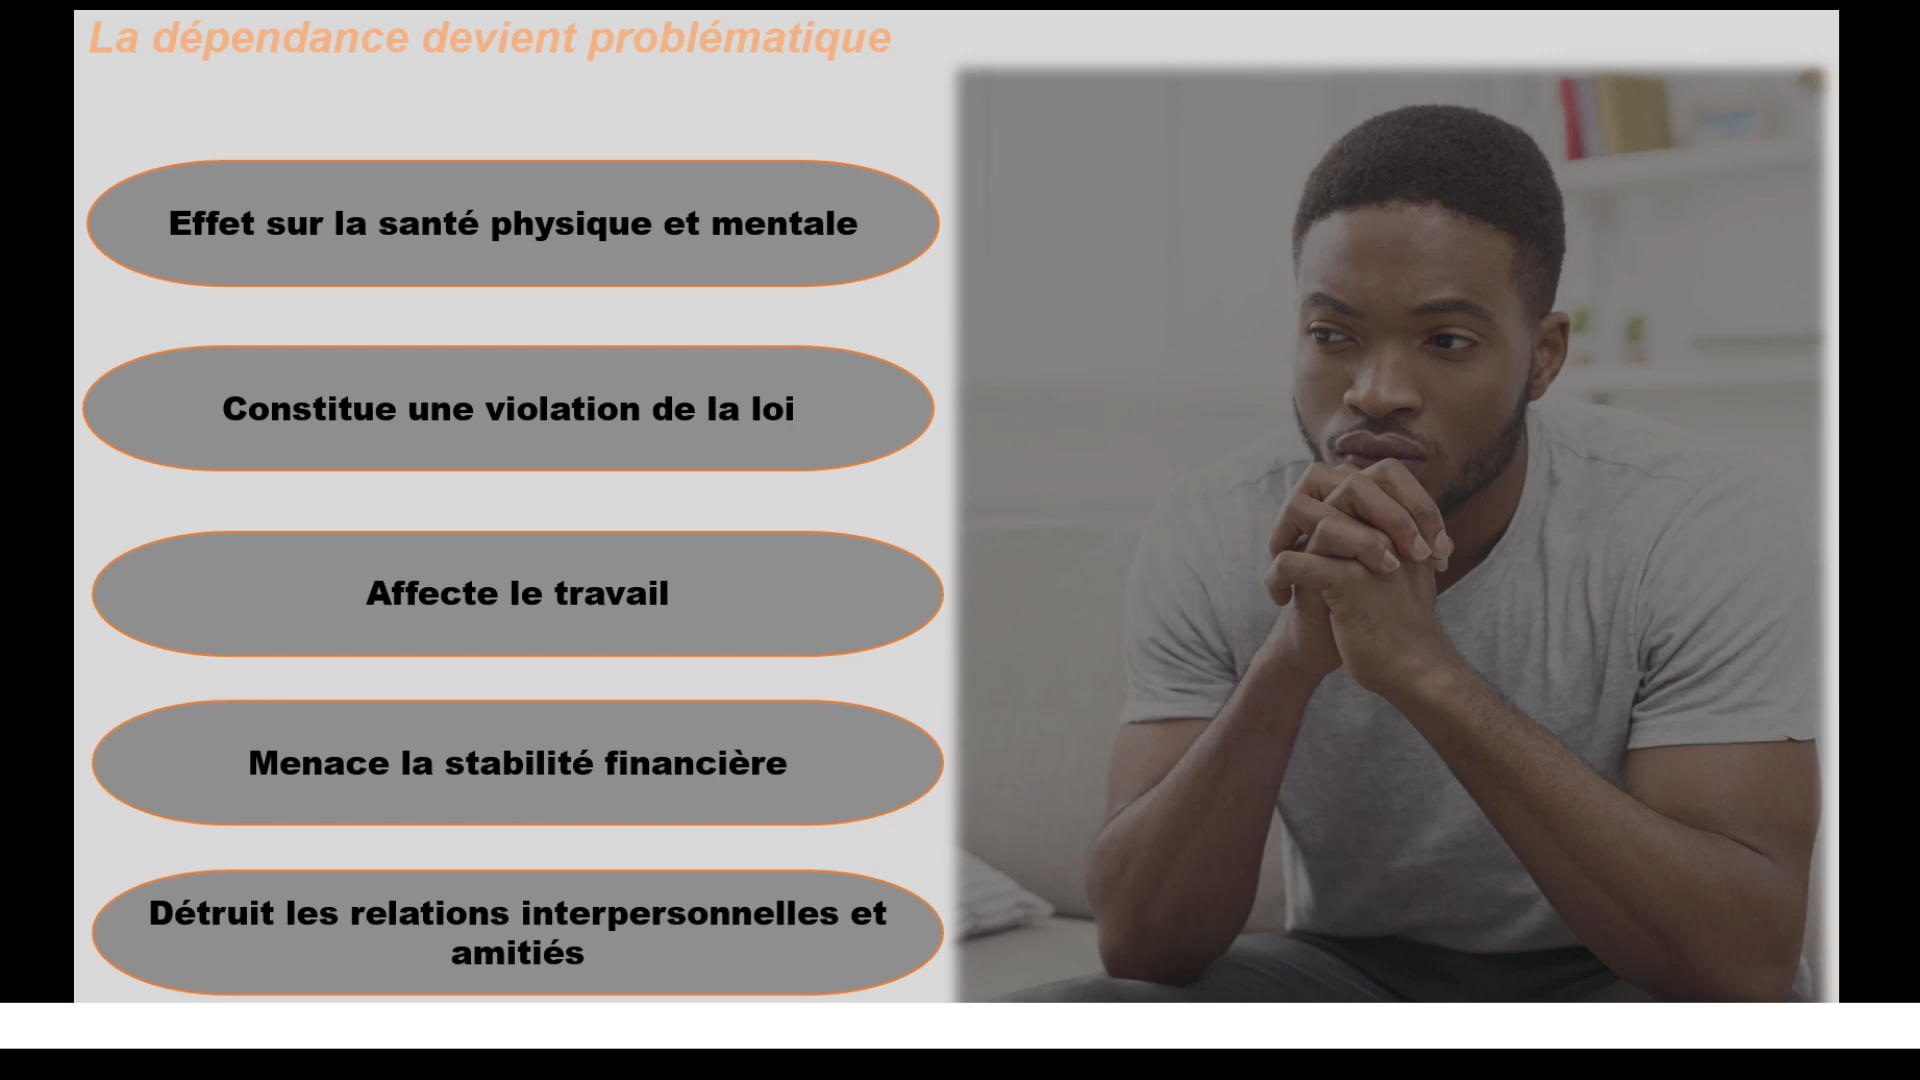 La dépendance devient problématique
Effet sur la santé physique et mentale
Constitue une violation de la loi
Affecte le travail
Menace la stabilité financière
Détruit les relations interpersonnelles et
amitiés